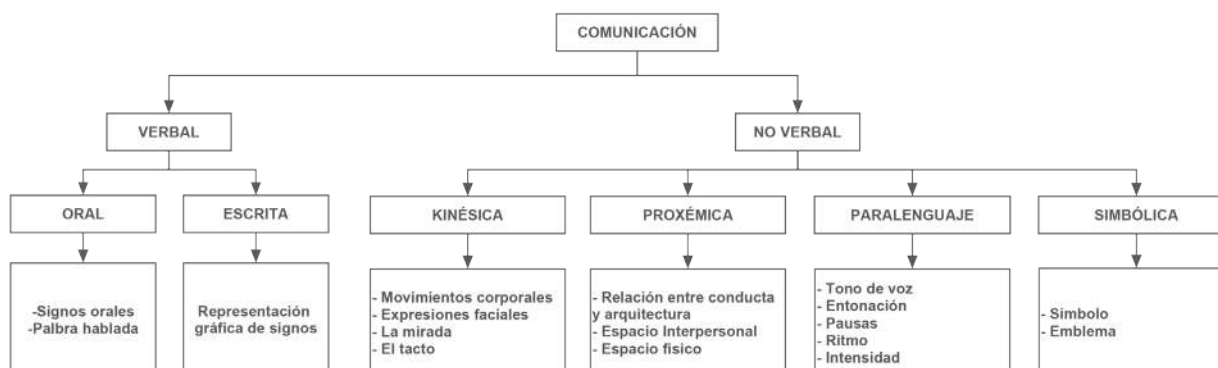 COMUNICACIÓN
VERBAL
NO VERBAL
ORAL
ESCRITA
KINÉSICA
PROXÉMICA
PARALENGUAJE
SIMBÓLICA
-Signos orales
-Palbra hablada
Representación
gráfica de signos
- Movimientos corporales
- Expresiones faciales
- La mirada
- El tacto
- Relación entre conducta
y arquitectura
- Espacio Interpersonal
- Espacio fisico
- Tono de voz
- Entonación
- Pausas
- Ritmo
- Intensidad
- Simbolo
- Emblema